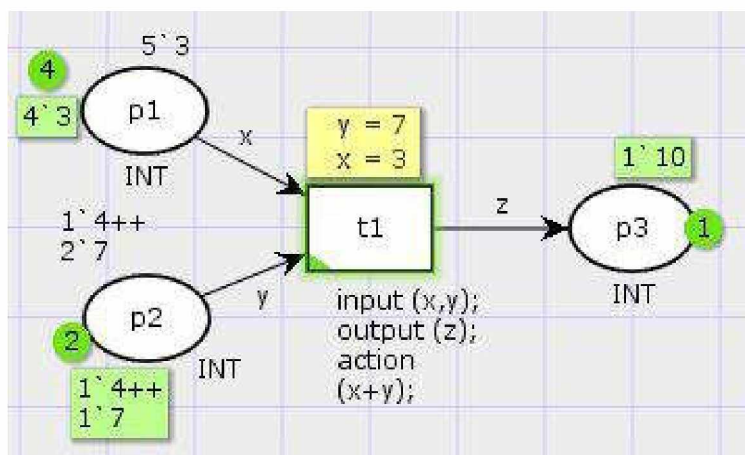 5`3
4
4`3
p1
x
INT
y = 7
x = 3
1`10
1`4++
2`7
t1
z
p3
1
INT
p2
y
2
INT
1`4++
1`7
input (x,y);
output (z);
action
(x+y);